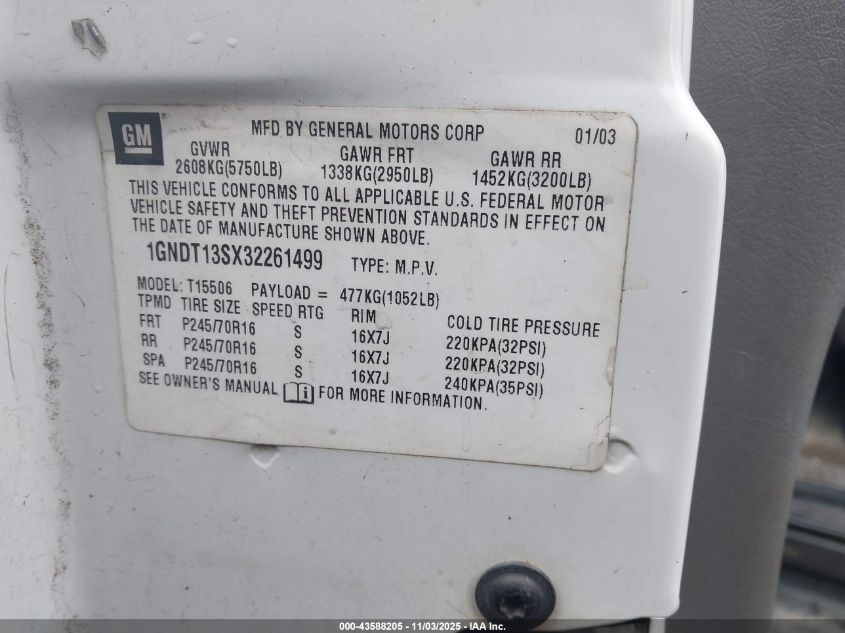 GM
MFD BY GENERAL MOTORS CORP 01/03
GVWR GAWR FRT GAWR RR
2608KG(5750LB) 1338KG(2950LB) 1452KG(3200LB)
THIS VEHICLE CONFORMS TO ALL APPLICABLE U.S. FEDERAL MOTOR
VEHICLE SAFETY AND THEFT PREVENTION STANDARDS IN EFFECT ON
THE DATE OF MANUFACTURE SHOWN ABOVE.
1GNDT13SX32261499 TYPE: M.P.V.
MODEL: T15506 PAYLOAD = 477KG(1052LB)
TPMD TIRE SIZE SPEED RTG RIM COLD TIRE PRESSURE
FRT P245/70R16 S 16X7J 220KPA(32PSI)
RR P245/70R16 S 16X7J 220KPA(32PSI)
SPA P245/70R16 S 16X7J 240KPA(35PSI)
SEE OWNER'S MANUAL i FOR MORE INFORMATION.
000-43588205 - 11/03/2025 - IAA Inc.